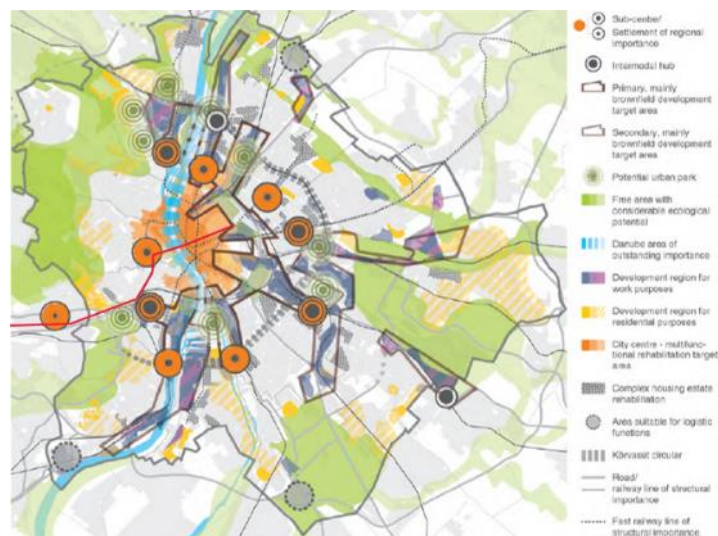 Sub-center/
Settlement of regional
importance
Intermodal hub
Primary, mainly
brownfield development
target area
Secondary, mainly
brownfield development
target area
Potential urban park
Free area with
considerable ecological
potential
Danube area of
outstanding importance
Development region for
work purposes
Development region for
residential purposes
City centre - multifunc-
tional rehabilitation target
area
Complex housing estate
rehabilitation
Area suitable for logistic
functions
Körvasút circular
Road/
railway line of structural
importance
Fast railway line of
structural importance